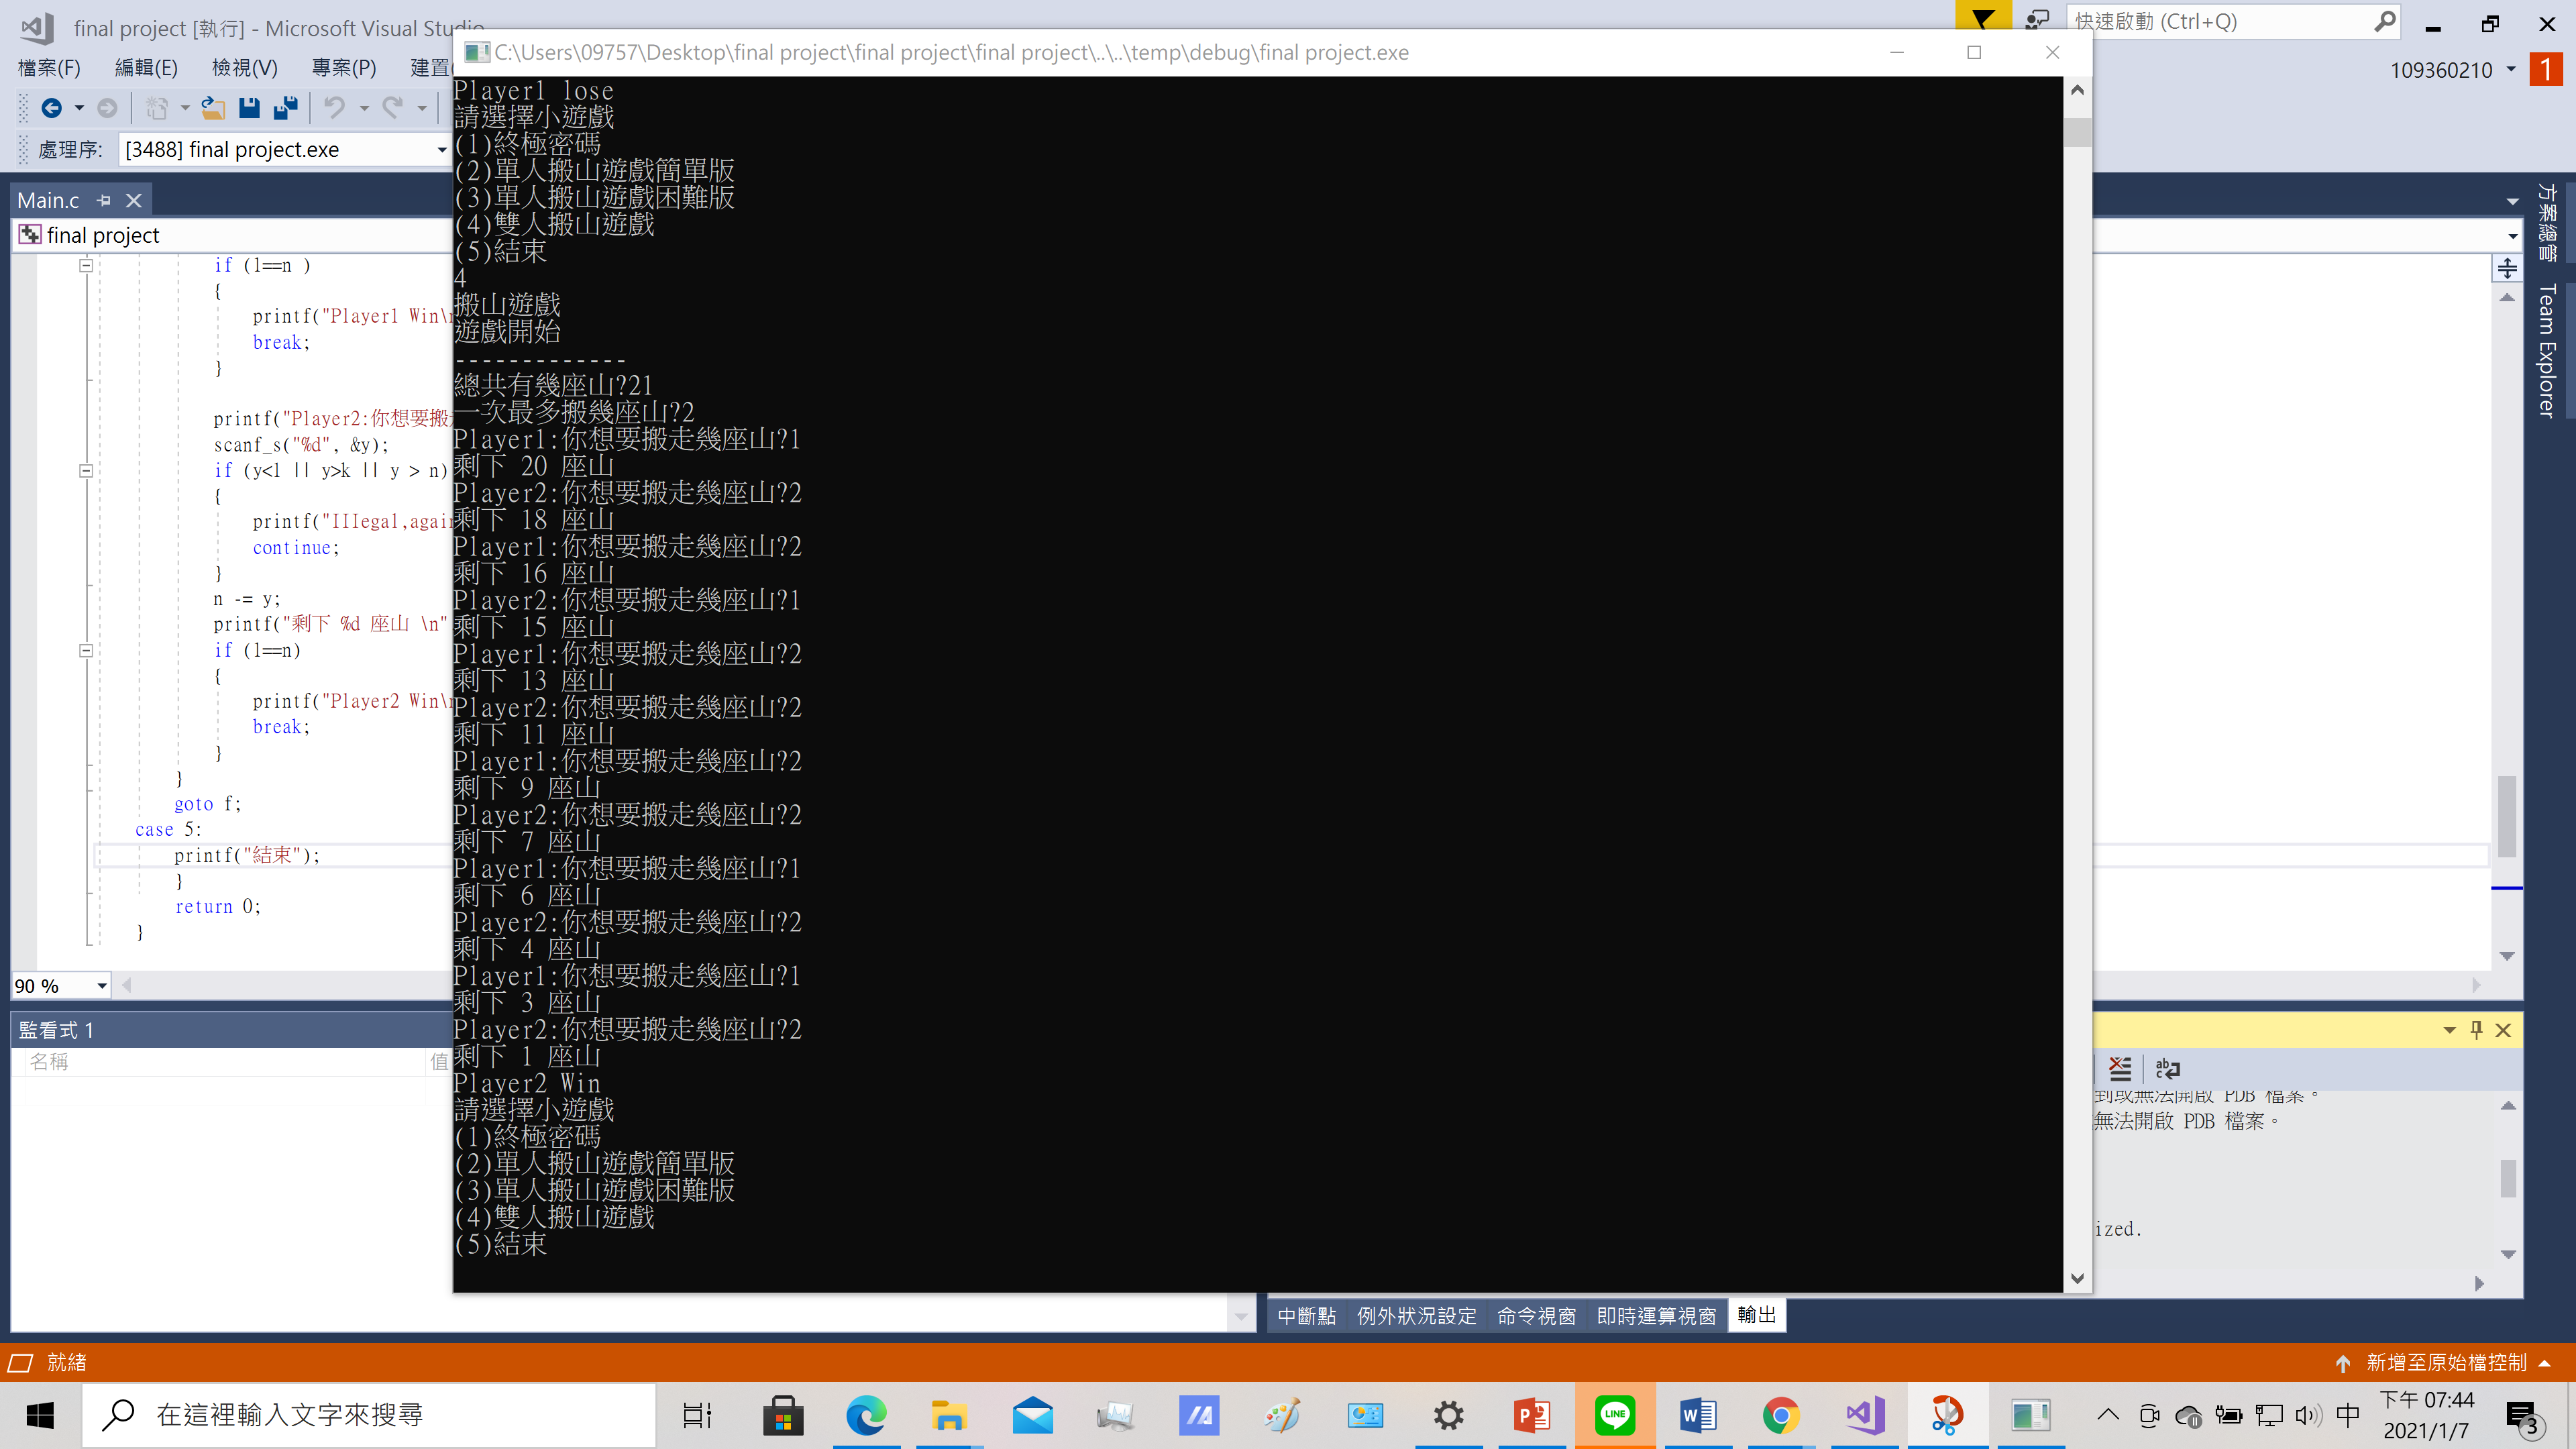 final project [執行] - Microsoft Visual Studio
快速啟動 (Ctrl+Q)
檔案(F) 編輯(E) 檢視(V) 專案(P) 建置
109360210
1
處理序: [3488] final project.exe
Main.c
final project
if (1==n )
{
printf("Player1 Win\n
break;
}
printf("Player2:你想要搬
scanf_s("%d", &y);
if (y<1 || y>k || y > n)
{
printf("Illegal,again
continue;
}
n -= y;
printf("剩下 %d 座山 \n"
if (1==n)
{
printf("Player2 Win\n
break;
}
}
goto f;
case 5:
printf("結束");
}
return 0;
}
90 %
監看式 1
名稱 值
C:\Users\09757\Desktop\final project\final project\final project\..\..\temp\debug\final project.exe
Player1 lose
請選擇小遊戲
(1)終極密碼
(2)單人搬山遊戲簡單版
(3)單人搬山遊戲困難版
(4)雙人搬山遊戲
(5)結束
4
搬山遊戲
遊戲開始
-------------
總共有幾座山?21
一次最多搬幾座山?2
Player1:你想要搬走幾座山?1
剩下 20 座山
Player2:你想要搬走幾座山?2
剩下 18 座山
Player1:你想要搬走幾座山?2
剩下 16 座山
Player2:你想要搬走幾座山?1
剩下 15 座山
Player1:你想要搬走幾座山?2
剩下 13 座山
Player2:你想要搬走幾座山?2
剩下 11 座山
Player1:你想要搬走幾座山?2
剩下 9 座山
Player2:你想要搬走幾座山?2
剩下 7 座山
Player1:你想要搬走幾座山?1
剩下 6 座山
Player2:你想要搬走幾座山?2
剩下 4 座山
Player1:你想要搬走幾座山?1
剩下 3 座山
Player2:你想要搬走幾座山?2
剩下 1 座山
Player2 Win
請選擇小遊戲
(1)終極密碼
(2)單人搬山遊戲簡單版
(3)單人搬山遊戲困難版
(4)雙人搬山遊戲
(5)結束
方案總管
Team Explorer
到或無法開啟 PDB 檔案。
無法開啟 PDB 檔案。
ized.
中斷點 例外狀況設定 命令視窗 即時運算視窗 輸出
就緒
新增至原始檔控制
在這裡輸入文字來搜尋
LINE
中
下午 07:44
2021/1/7
3